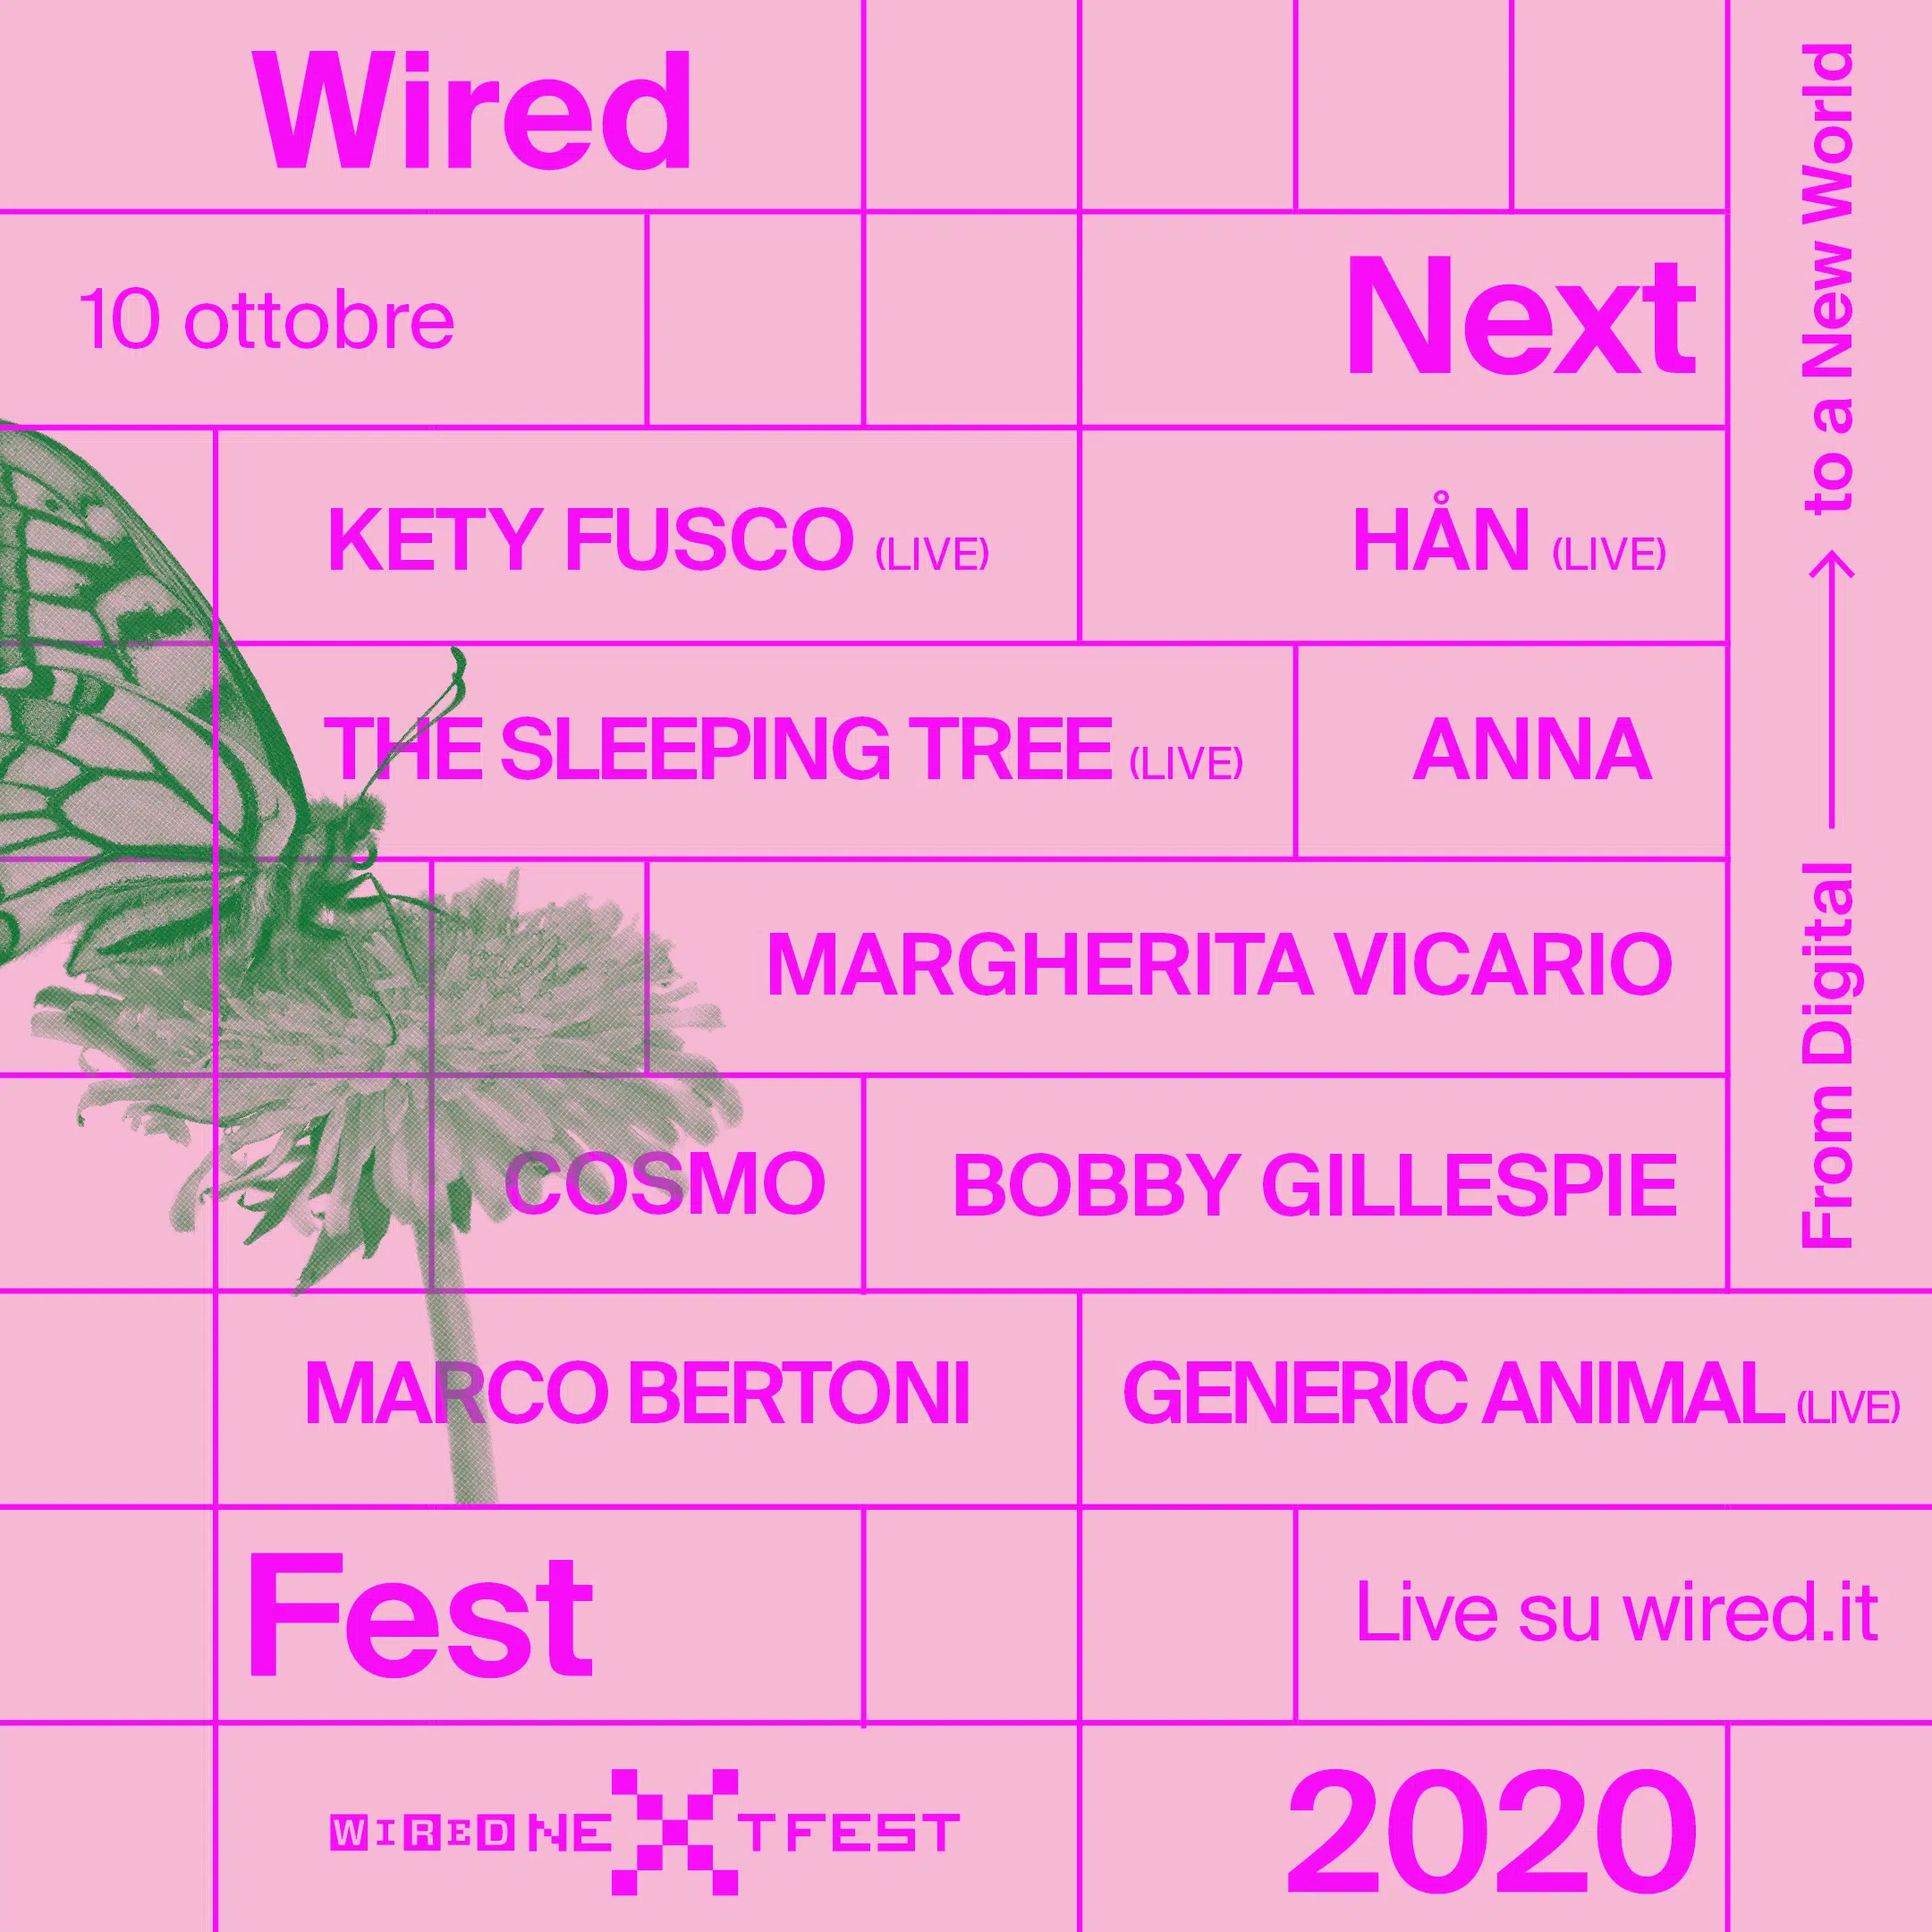 Wired
10 ottobre
Next
KETY FUSCO (LIVE)
HÅN (LIVE)
THE SLEEPING TREE (LIVE)
ANNA
MARGHERITA VICARIO
COSMO
BOBBY GILLESPIE
MARCO BERTONI
GENERIC ANIMAL (LIVE)
Fest
Live su wired.it
WIRED NEXTFEST
2020
From Digital → to a New World